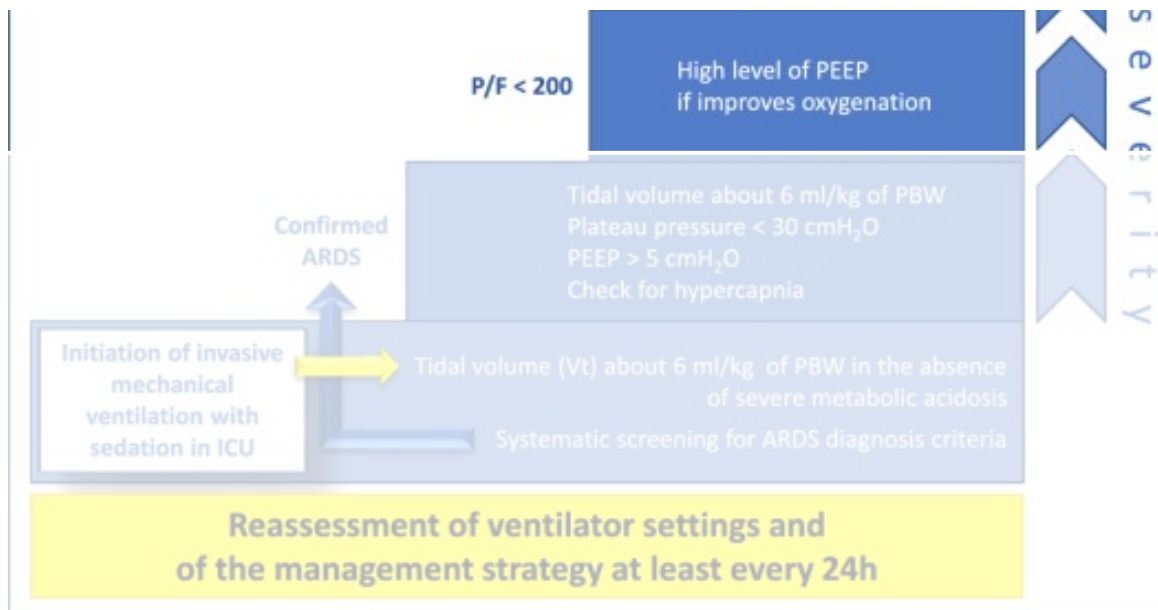 P/F < 200
High level of PEEP
if improves oxygenation
severity
Confirmed
ARDS
Tidal volume about 6 ml/kg of PBW
Plateau pressure < 30 cmH₂O
PEEP > 5 cmH₂O
Check for hypercapnia
Initiation of invasive
mechanical
ventilation with
sedation in ICU
Tidal volume (Vt) about 6 ml/kg of PBW in the absence
of severe metabolic acidosis
Systematic screening for ARDS diagnosis criteria
Reassessment of ventilator settings and
of the management strategy at least every 24h